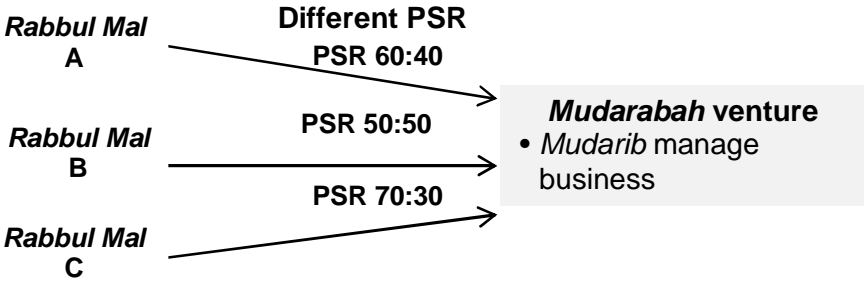 Rabbul Mal
A
Different PSR
PSR 60:40
Rabbul Mal
B
PSR 50:50
Rabbul Mal
C
PSR 70:30
Mudarabah venture
• Mudarib manage
business